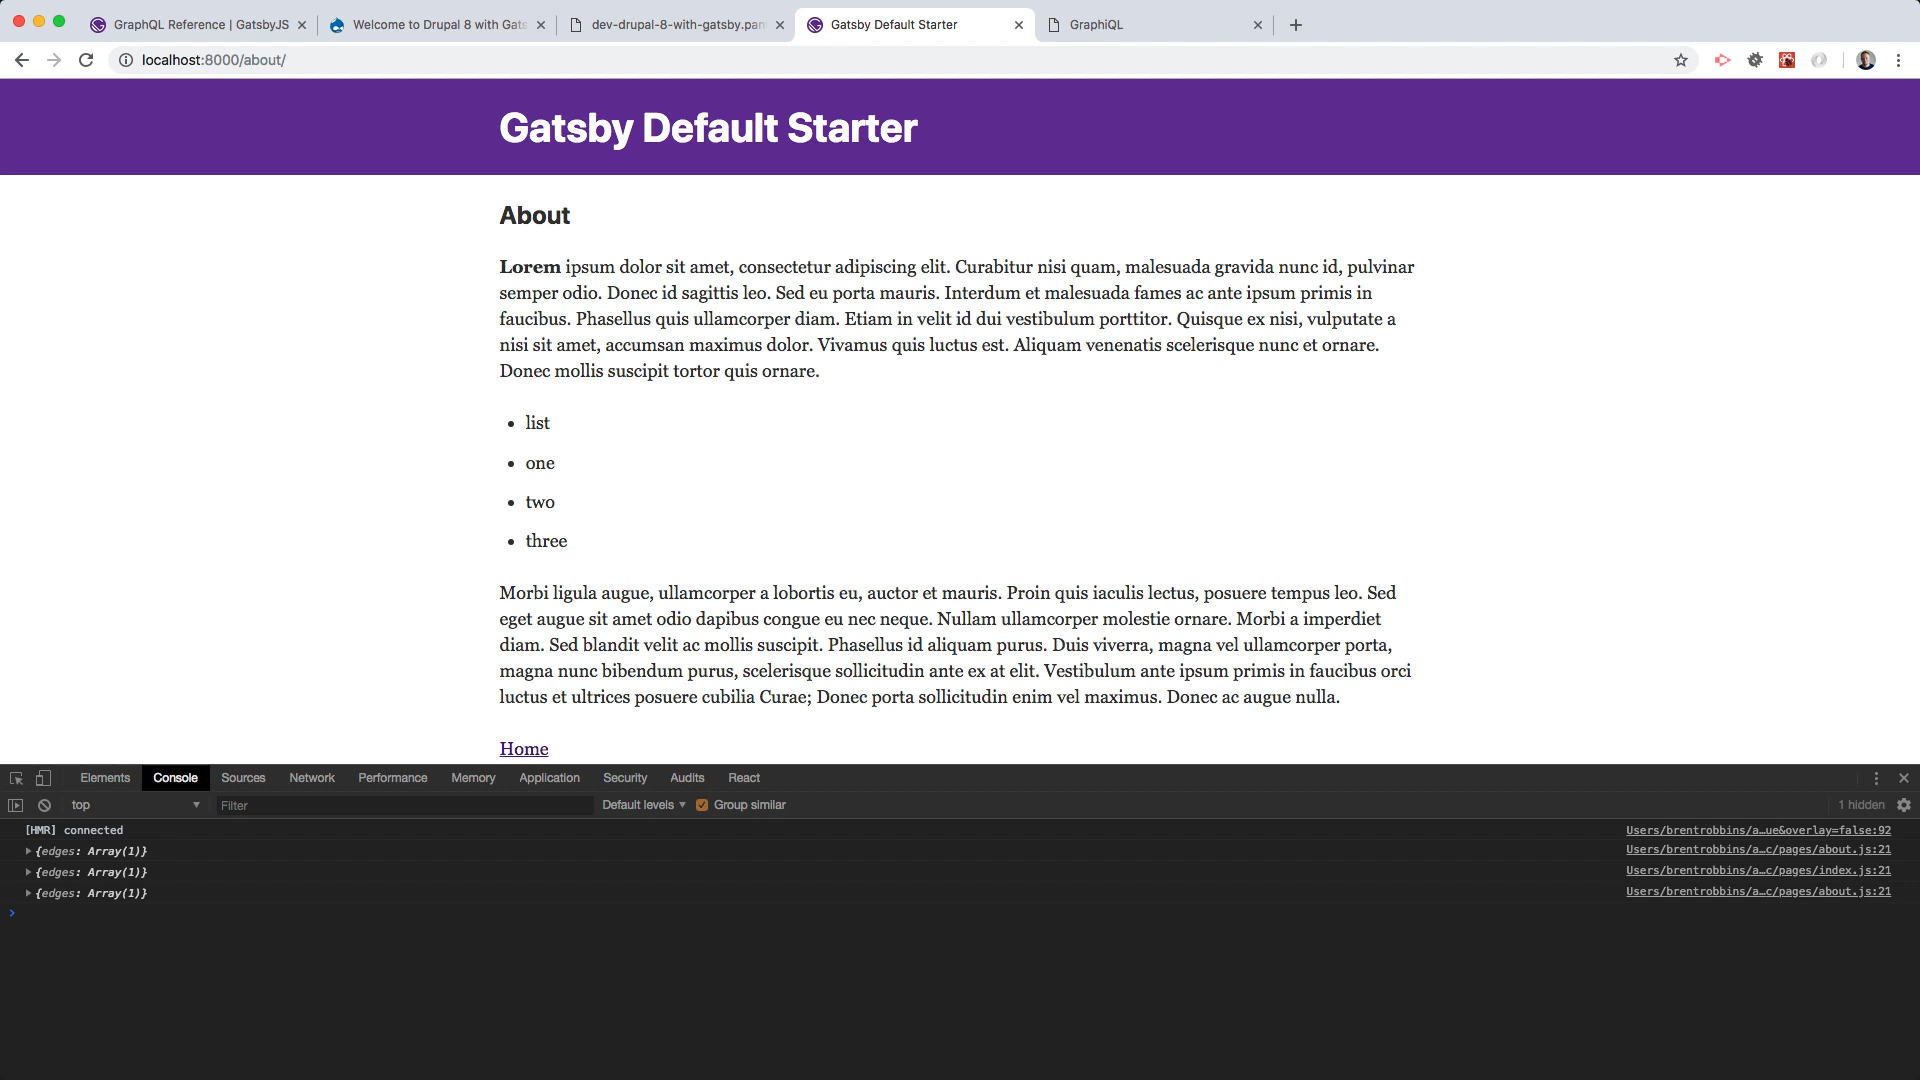 GraphQL Reference | GatsbyJS
Welcome to Drupal 8 with Gats
dev-drupal-8-with-gatsby.pan
Gatsby Default Starter
GraphiQL
localhost:8000/about/
Gatsby Default Starter
About
Lorem ipsum dolor sit amet, consectetur adipiscing elit. Curabitur nisi quam, malesuada gravida nunc id, pulvinar
semper odio. Donec id sagittis leo. Sed eu porta mauris. Interdum et malesuada fames ac ante ipsum primis in
faucibus. Phasellus quis ullamcorper diam. Etiam in velit id dui vestibulum porttitor. Quisque ex nisi, vulputate a
nisi sit amet, accumsan maximus dolor. Vivamus quis luctus est. Aliquam venenatis scelerisque nunc et ornare.
Donec mollis suscipit tortor quis ornare.
• list
• one
• two
• three
Morbi ligula augue, ullamcorper a lobortis eu, auctor et mauris. Proin quis iaculis lectus, posuere tempus leo. Sed
eget augue sit amet odio dapibus congue eu nec neque. Nullam ullamcorper molestie ornare. Morbi a imperdiet
diam. Sed blandit velit ac mollis suscipit. Phasellus id aliquam purus. Duis viverra, magna vel ullamcorper porta,
magna nunc bibendum purus, scelerisque sollicitudin ante ex at elit. Vestibulum ante ipsum primis in faucibus orci
luctus et ultrices posuere cubilia Curae; Donec porta sollicitudin enim vel maximus. Donec ac augue nulla.
Home
Elements Console Sources Network Performance Memory Application Security Audits React
top Filter Default levels Group similar 1 hidden
[HMR] connected Users/brentrobbins/a…ue&overlay=false:92
{edges: Array(1)} Users/brentrobbins/a…c/pages/about.js:21
{edges: Array(1)} Users/brentrobbins/a…c/pages/index.js:21
{edges: Array(1)} Users/brentrobbins/a…c/pages/about.js:21